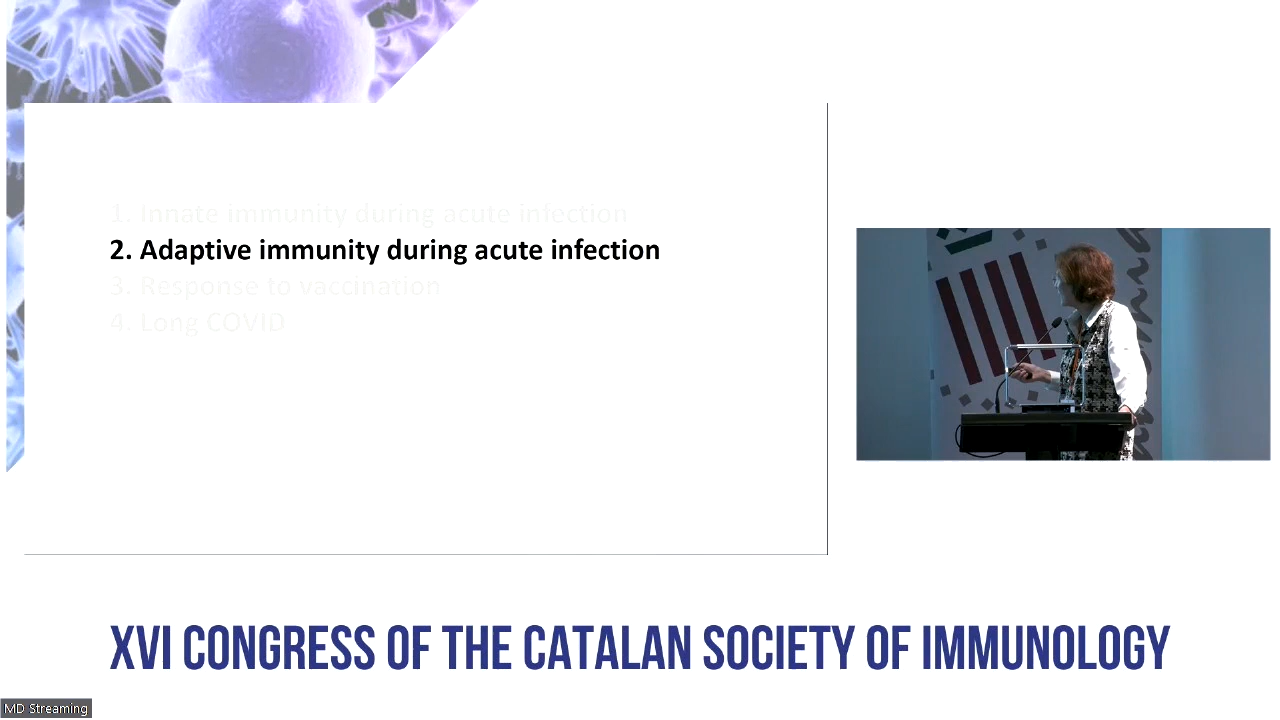 1. Innate immunity during acute infection
2. Adaptive immunity during acute infection
3. Response to vaccination
4. Long COVID
XVI CONGRESS OF THE CATALAN SOCIETY OF IMMUNOLOGY
MD Streaming